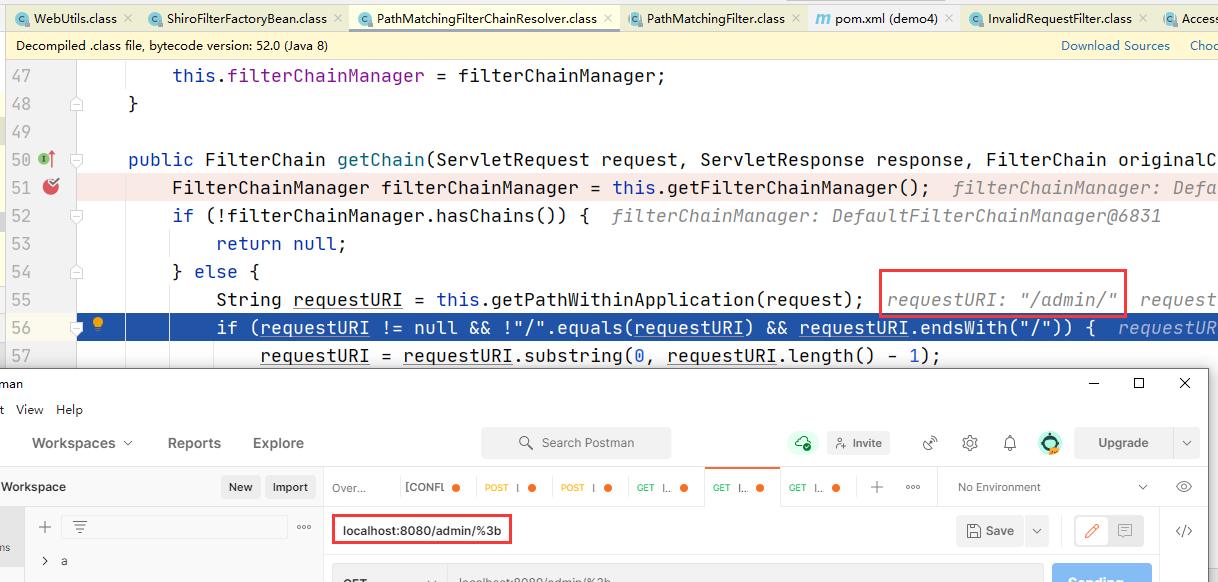 WebUtils.class ShiroFilterFactoryBean.class PathMatchingFilterChainResolver.class PathMatchingFilter.class pom.xml (demo4) InvalidRequestFilter.class Access
Decompiled .class file, bytecode version: 52.0 (Java 8) Download Sources Choo
47 this.filterChainManager = filterChainManager;
48 }
49
50 public FilterChain getChain(ServletRequest request, ServletResponse response, FilterChain originalC
51 FilterChainManager filterChainManager = this.getFilterChainManager(); filterChainManager: Defa
52 if (!filterChainManager.hasChains()) { filterChainManager: DefaultFilterChainManager@6831
53 return null;
54 } else {
55 String requestURI = this.getPathWithinApplication(request); requestURI: "/admin/" request
56 if (requestURI != null && !"/".equals(requestURI) && requestURI.endsWith("/")) { requestUR
57 requestURI = requestURI.substring(0, requestURI.length() - 1);
man
t View Help
Workspaces Reports Explore Search Postman Invite Upgrade
Workspace New Import Over... [CONFL POST GET I... GET I... GET I... No Environment
localhost:8080/admin/%3b Save
ns
a
GET localhost:8080/admin/%3b Sending...